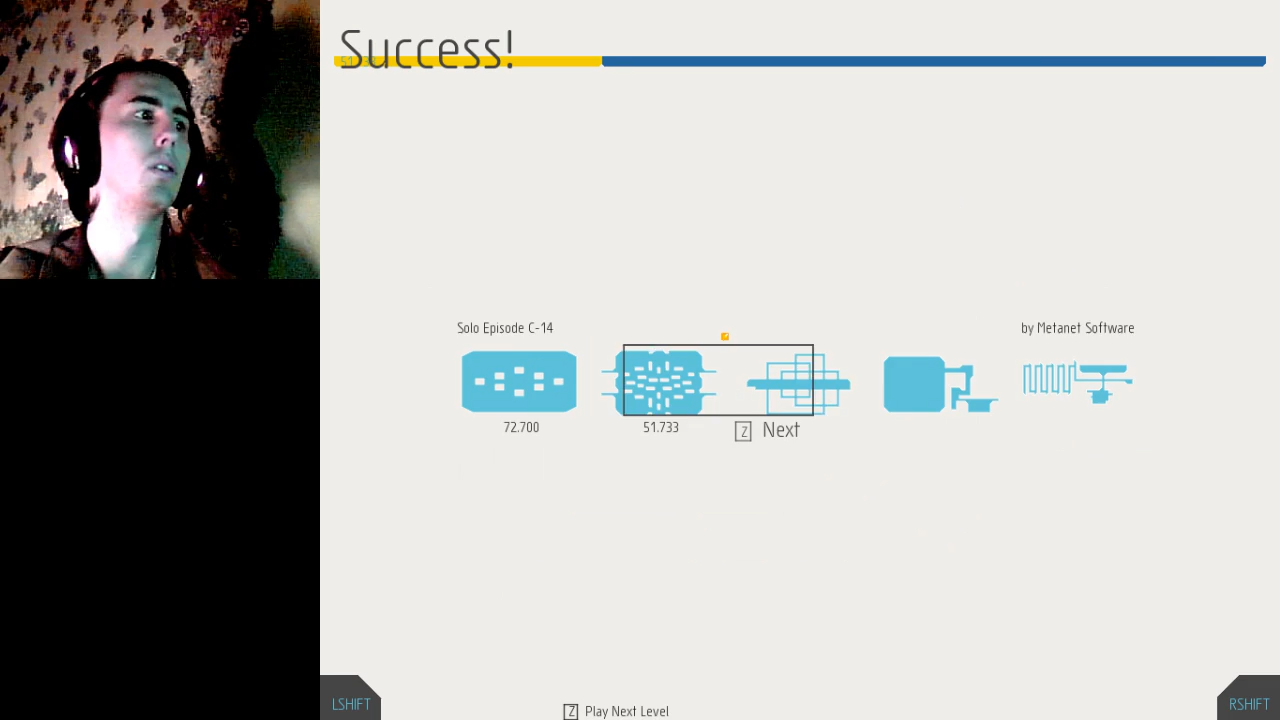 Success!
Solo Episode C-14
by Metanet Software
72.700
51.733
Z Next
LSHIFT
RSHIFT
Z Play Next Level